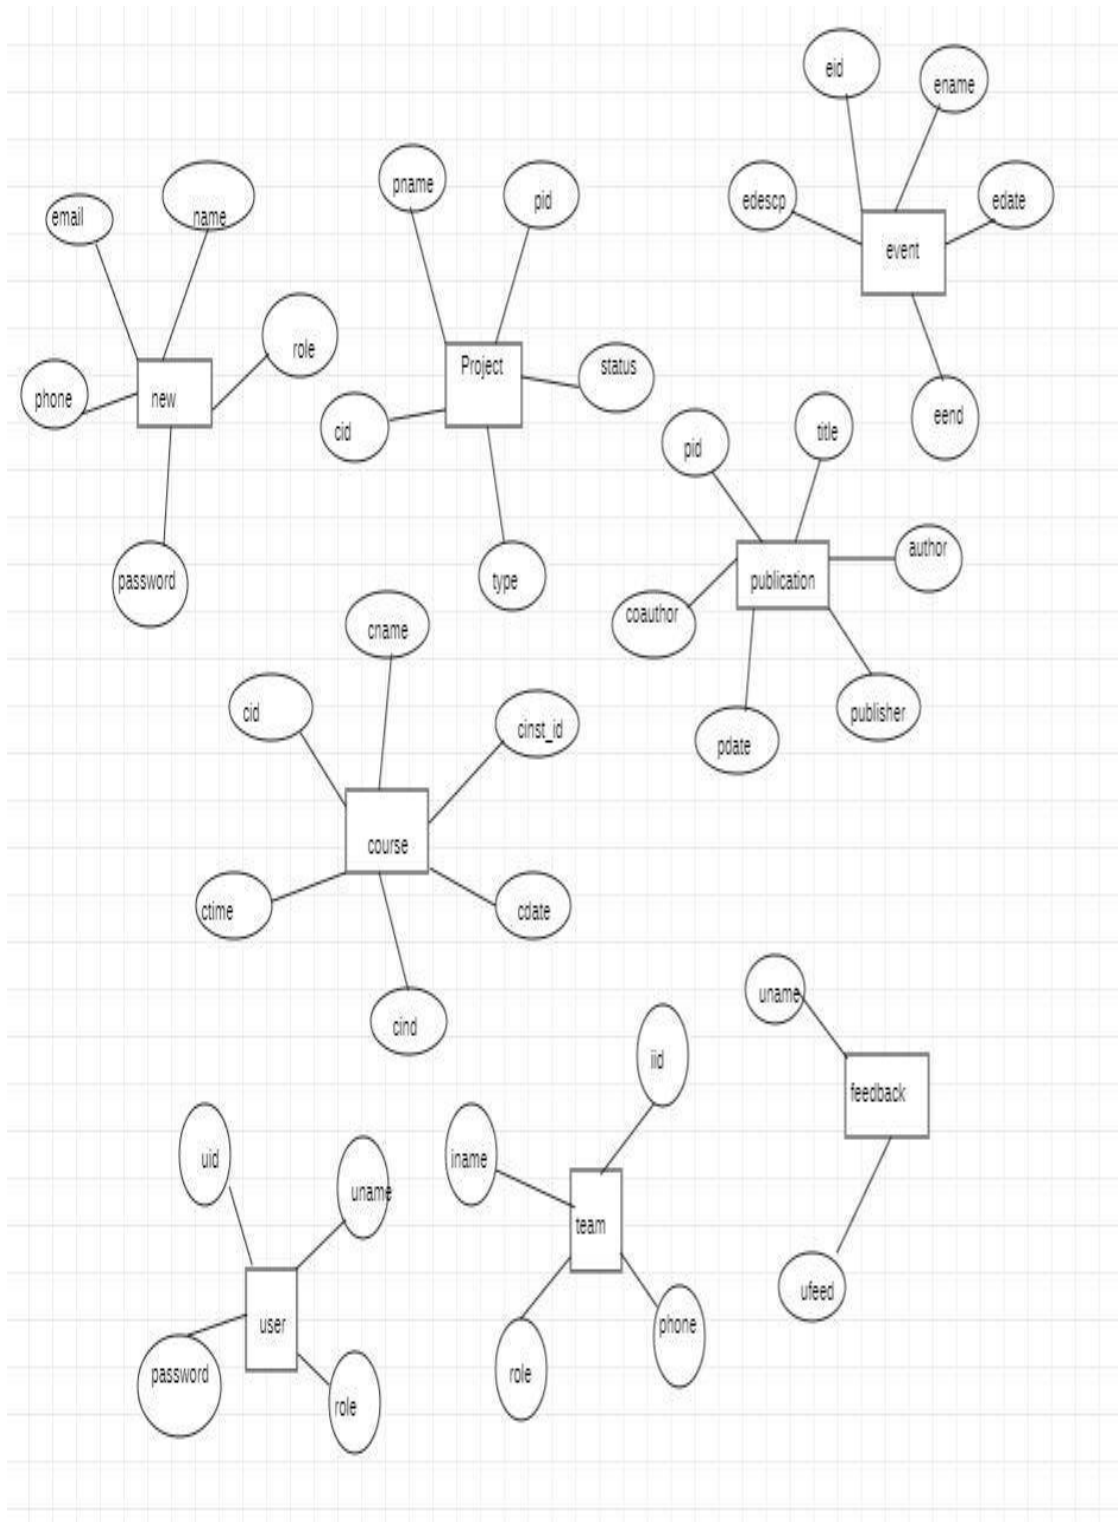 eid
ename
edescp
edate
event
eend
email
name
role
phone
new
password
pname
pid
Project
status
cid
type
pid
title
author
publication
coauthor
publisher
pdate
cname
cid
cinst_id
course
ctime
cdate
cind
uname
feedback
ufeed
iid
iname
team
role
phone
uid
uname
user
password
role